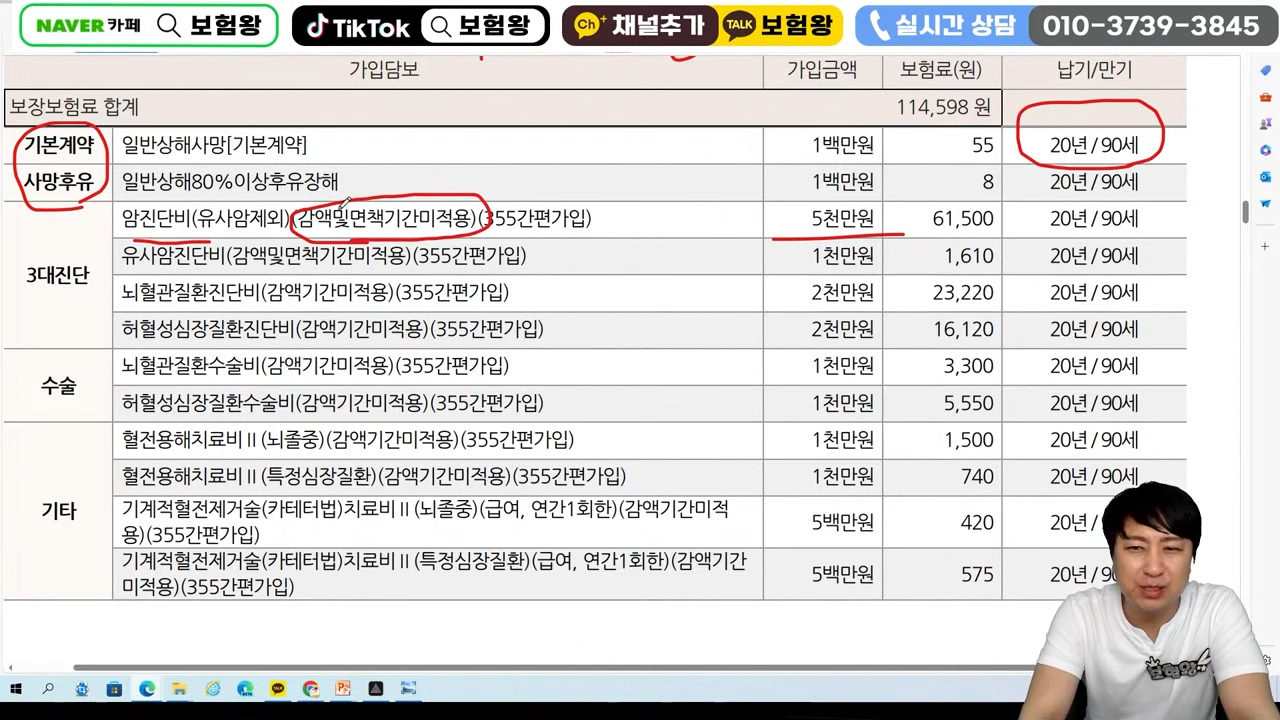 NAVER 카페 보험왕
TikTok 보험왕
Ch+ 채널추가 TALK 보험왕
실시간 상담 010-3739-3845
가입담보 가입금액 보험료(원) 납기/만기
보장보험료 합계 114,598 원
기본계약 일반상해사망[기본계약] 1백만원 55 20년 / 90세
사망후유 일반상해80%이상후유장해 1백만원 8 20년 / 90세
암진단비(유사암제외)(감액및면책기간미적용)(355간편가입) 5천만원 61,500 20년 / 90세
3대진단
유사암진단비(감액및면책기간미적용)(355간편가입) 1천만원 1,610 20년 / 90세
뇌혈관질환진단비(감액기간미적용)(355간편가입) 2천만원 23,220 20년 / 90세
허혈성심장질환진단비(감액기간미적용)(355간편가입) 2천만원 16,120 20년 / 90세
수술
뇌혈관질환수술비(감액기간미적용)(355간편가입) 1천만원 3,300 20년 / 90세
허혈성심장질환수술비(감액기간미적용)(355간편가입) 1천만원 5,550 20년 / 90세
기타
혈전용해치료비Ⅱ(뇌졸중)(감액기간미적용)(355간편가입) 1천만원 1,500 20년 / 90세
혈전용해치료비Ⅱ(특정심장질환)(감액기간미적용)(355간편가입) 1천만원 740 20년 / 90세
기계적혈전제거술(카테터법)치료비Ⅱ(뇌졸중)(급여, 연간1회한)(감액기간미적
용)(355간편가입) 5백만원 420 20년 /
기계적혈전제거술(카테터법)치료비Ⅱ(특정심장질환)(급여, 연간1회한)(감액기간
미적용)(355간편가입) 5백만원 575 20년 / 90
보험왕